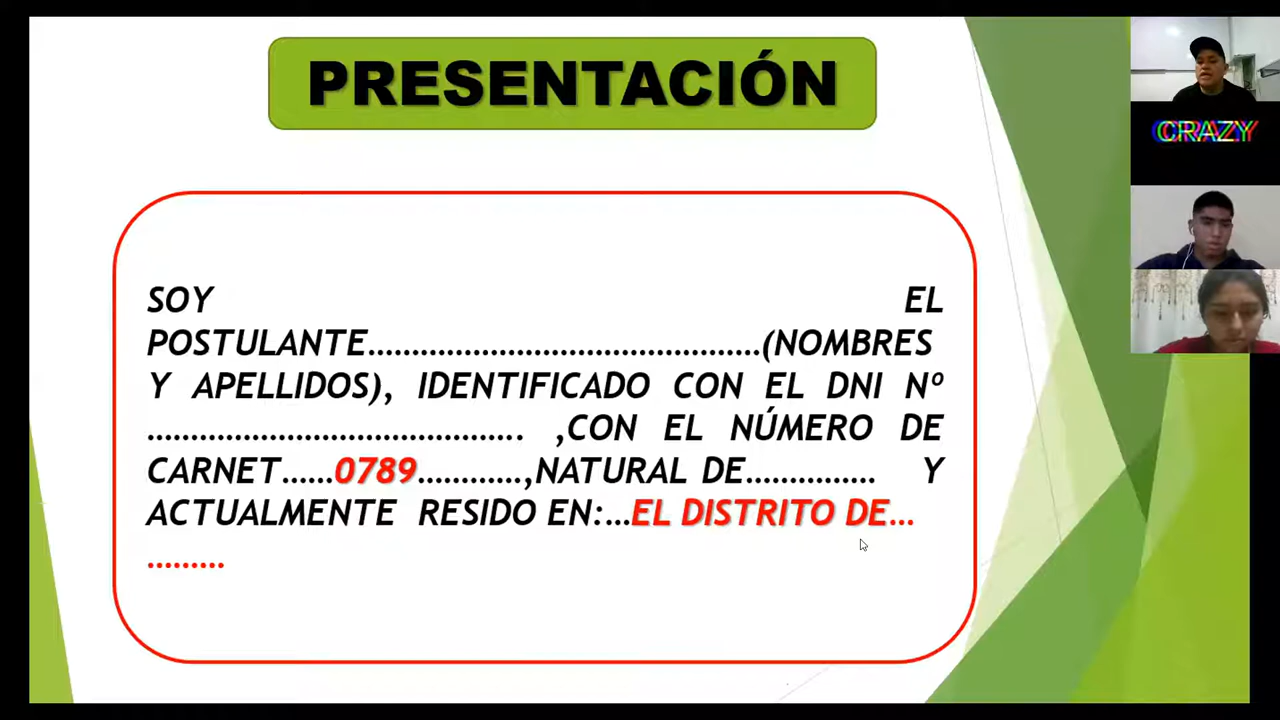 PRESENTACIÓN
CRAZY
SOY EL
POSTULANTE.............................................(NOMBRES
Y APELLIDOS), IDENTIFICADO CON EL DNI Nº
........................................... ,CON EL NÚMERO DE
CARNET......0789............,NATURAL DE............... Y
ACTUALMENTE RESIDO EN:...EL DISTRITO DE...
.........